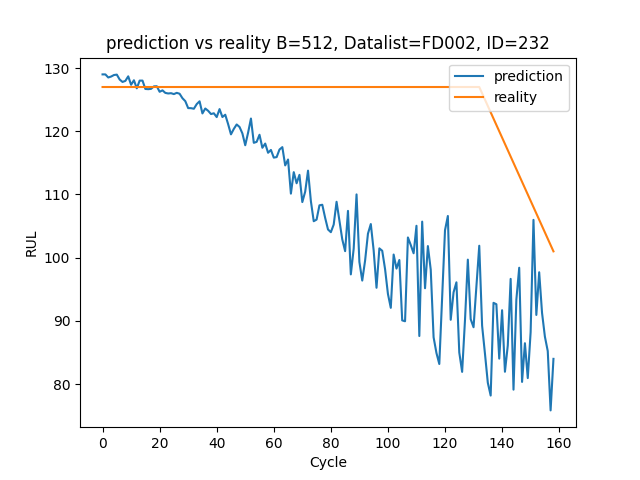 prediction vs reality B=512, Datalist=FD002, ID=232
prediction
reality
RUL
130
120
110
100
90
80
0 20 40 60 80 100 120 140 160
Cycle